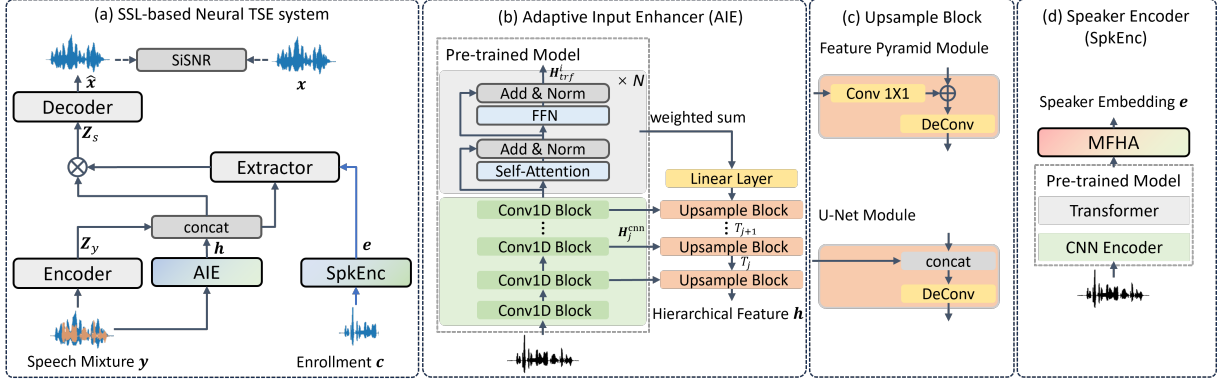 (a) SSL-based Neural TSE system
SiSNR
x̂
x
Decoder
Z_s
Extractor
concat
Z_y
h
e
Encoder
AIE
SpkEnc
Speech Mixture y
Enrollment c
(b) Adaptive Input Enhancer (AIE)
Pre-trained Model
H^i_trf
× N
Add & Norm
FFN
weighted sum
Add & Norm
Self-Attention
Linear Layer
Conv1D Block
Upsample Block
⋮
⋮ T_j+1
Conv1D Block
H^cnn_j
Upsample Block
T_j
Conv1D Block
Upsample Block
Conv1D Block
Hierarchical Feature h
(c) Upsample Block
Feature Pyramid Module
Conv 1X1
DeConv
U-Net Module
concat
DeConv
(d) Speaker Encoder
(SpkEnc)
Speaker Embedding e
MFHA
Pre-trained Model
Transformer
CNN Encoder